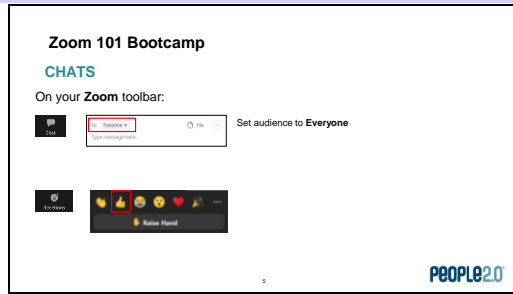 Zoom 101 Bootcamp
CHATS
On your Zoom toolbar:
Chat
To: Everyone
File
Type message here...
Set audience to Everyone
Reactions
Raise Hand
5
PEOPLE2.0